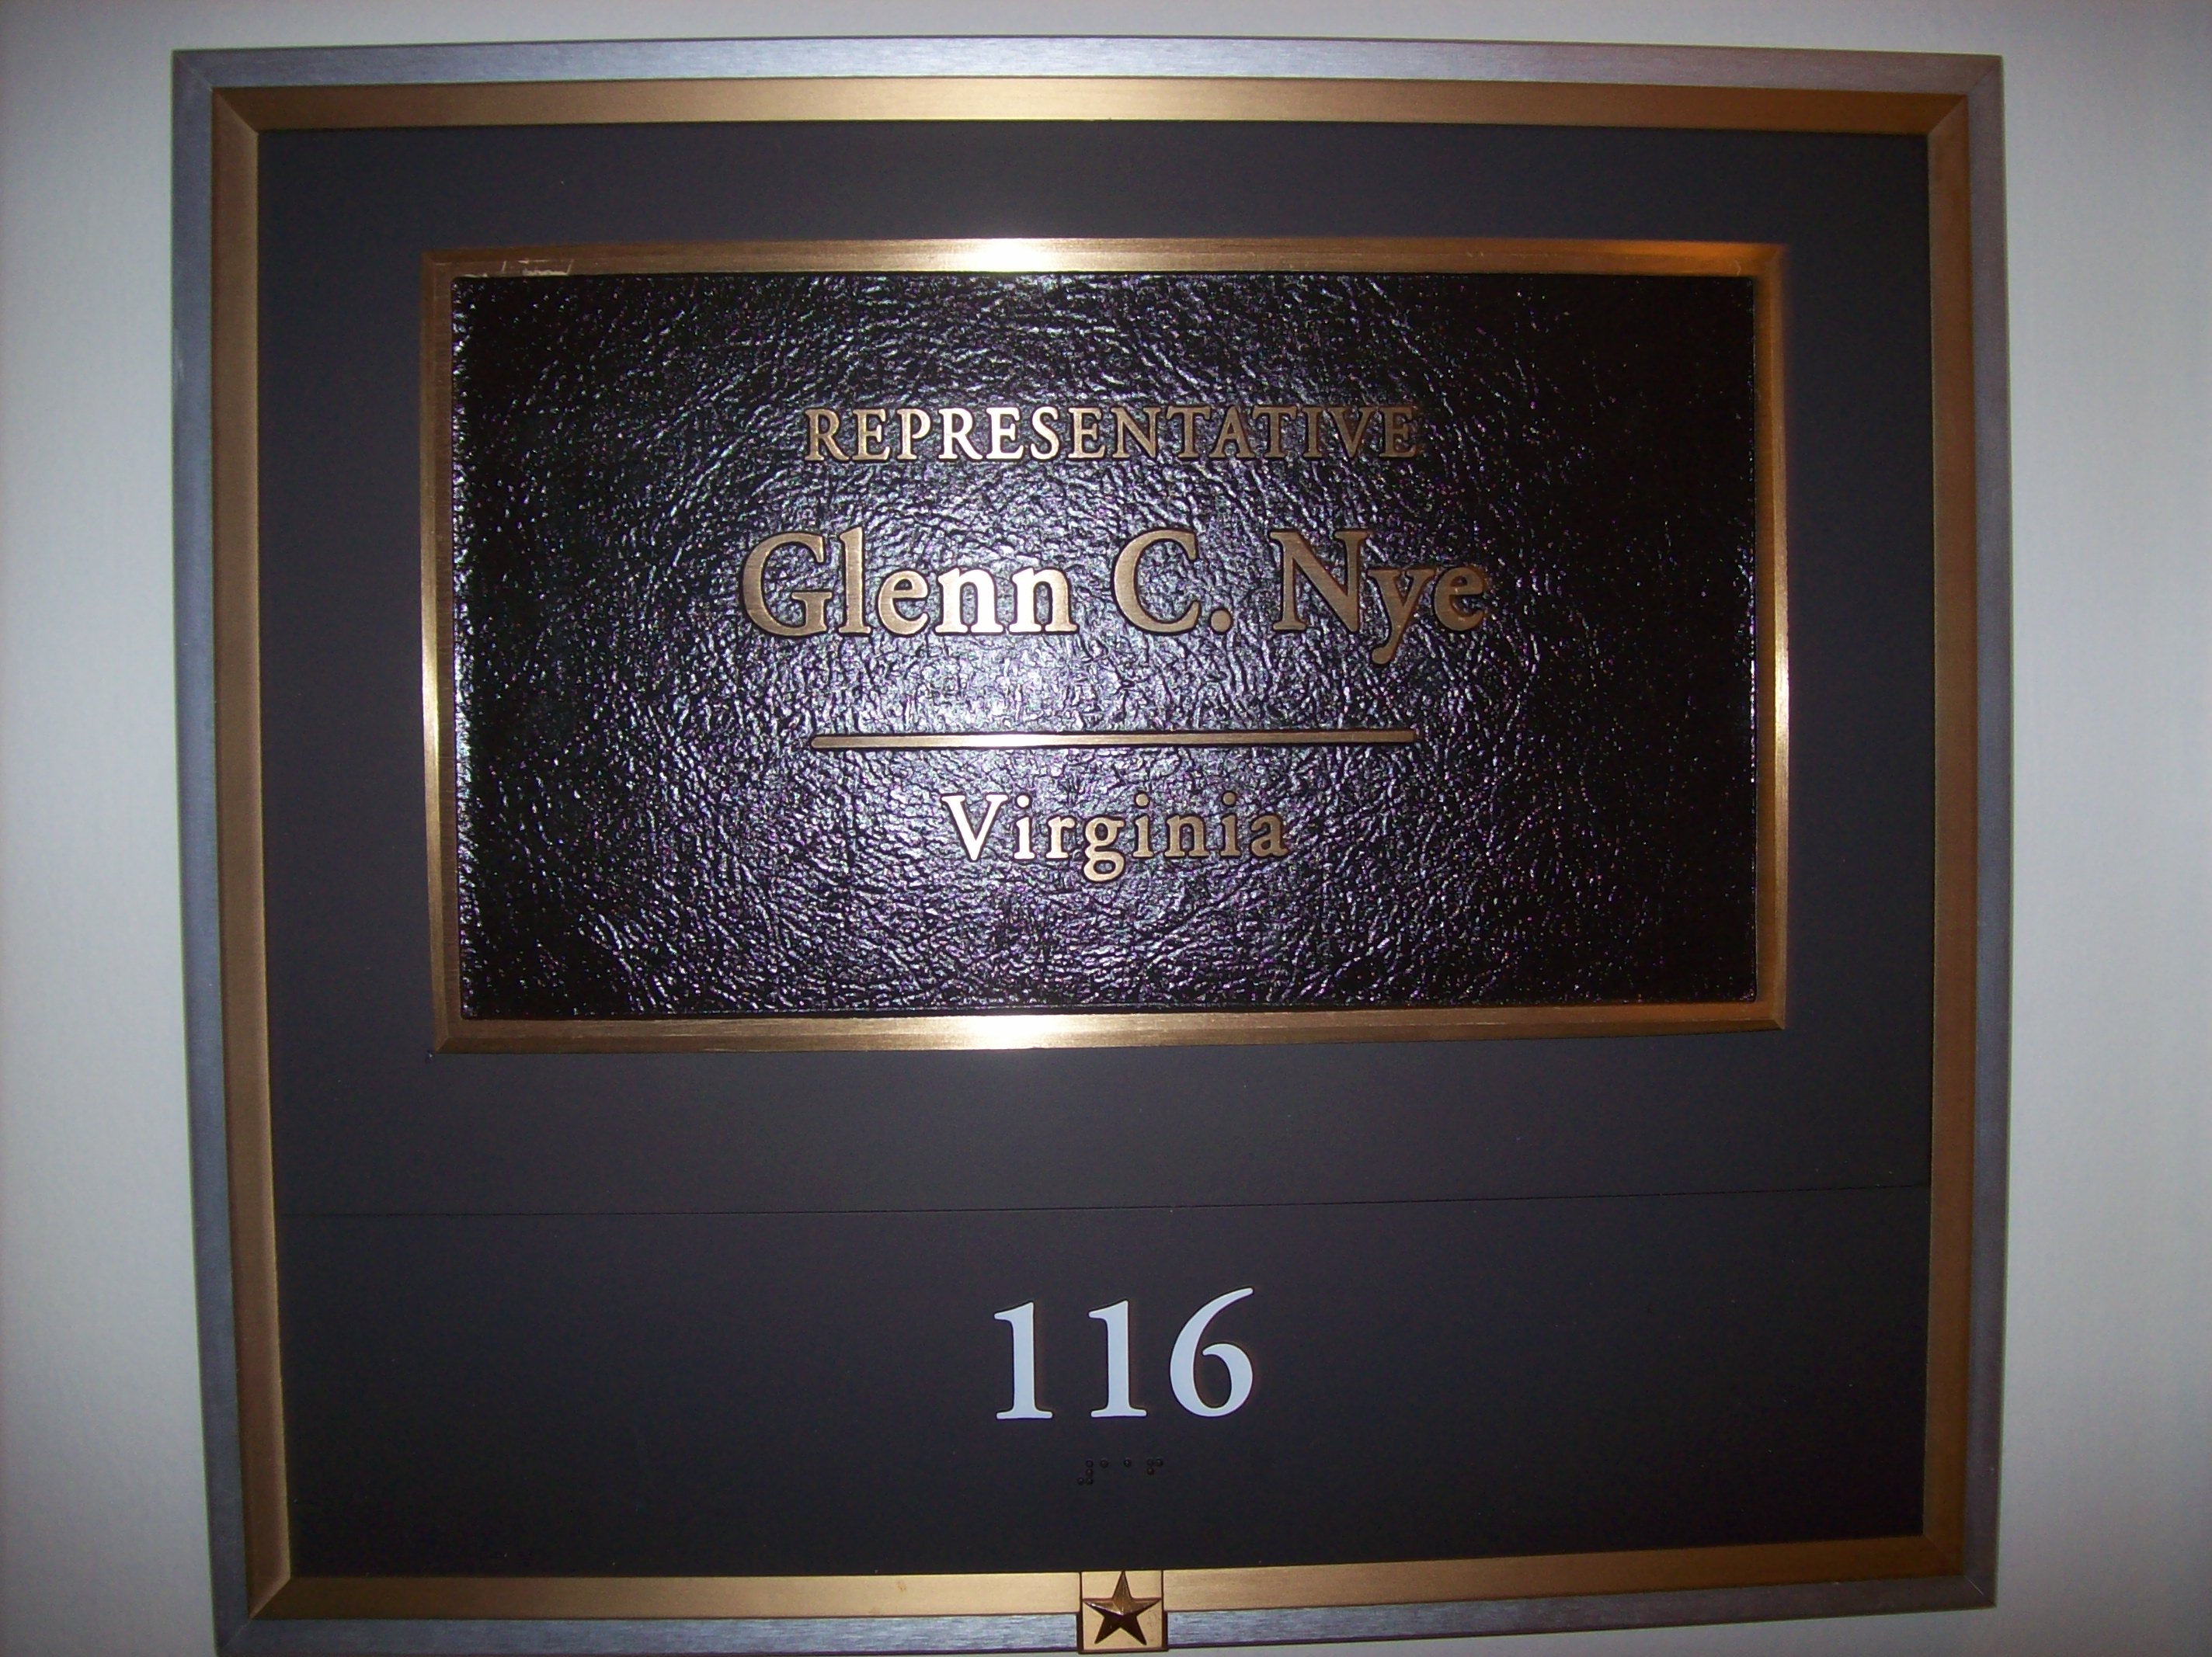 REPRESENTATIVE
Glenn C. Nye
Virginia
116
⠼⠁⠁⠋